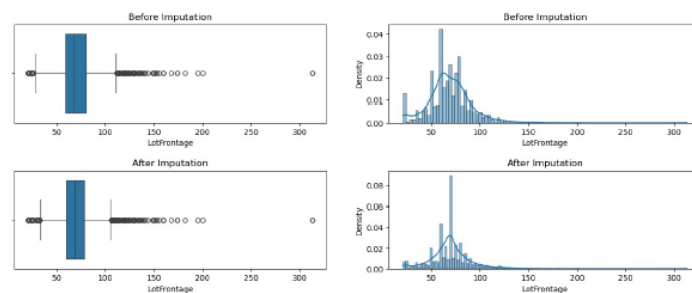 Before Imputation
50 100 150 200 250 300
LotFrontage
Before Imputation
0.04
0.03
0.02
0.01
0.00
Density
50 100 150 200 250 300
LotFrontage
After Imputation
50 100 150 200 250 300
LotFrontage
After Imputation
0.08
0.06
0.04
0.02
0.00
Density
50 100 150 200 250 300
LotFrontage